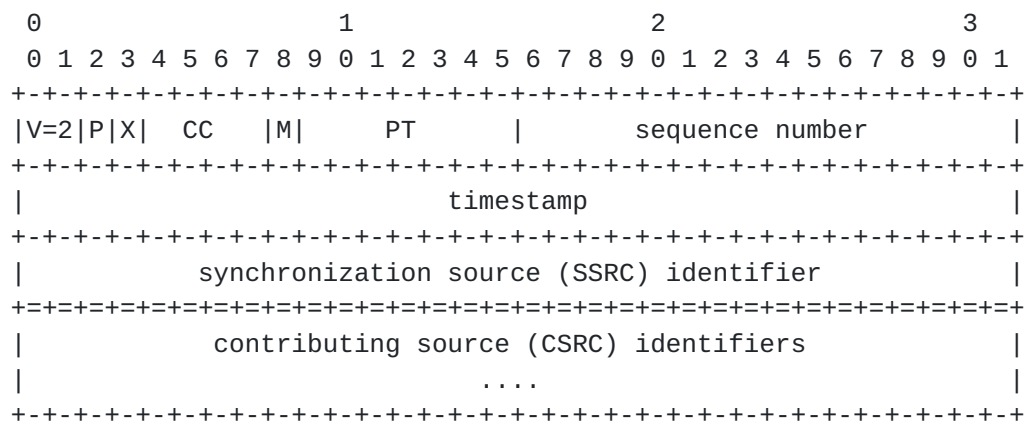 0                   1                   2                   3
 0 1 2 3 4 5 6 7 8 9 0 1 2 3 4 5 6 7 8 9 0 1 2 3 4 5 6 7 8 9 0 1
+-+-+-+-+-+-+-+-+-+-+-+-+-+-+-+-+-+-+-+-+-+-+-+-+-+-+-+-+-+-+-+-+
|V=2|P|X|  CC   |M|     PT      |       sequence number         |
+-+-+-+-+-+-+-+-+-+-+-+-+-+-+-+-+-+-+-+-+-+-+-+-+-+-+-+-+-+-+-+-+
|                           timestamp                           |
+-+-+-+-+-+-+-+-+-+-+-+-+-+-+-+-+-+-+-+-+-+-+-+-+-+-+-+-+-+-+-+-+
|           synchronization source (SSRC) identifier            |
+=+=+=+=+=+=+=+=+=+=+=+=+=+=+=+=+=+=+=+=+=+=+=+=+=+=+=+=+=+=+=+=+
|            contributing source (CSRC) identifiers             |
|                             ....                              |
+-+-+-+-+-+-+-+-+-+-+-+-+-+-+-+-+-+-+-+-+-+-+-+-+-+-+-+-+-+-+-+-+